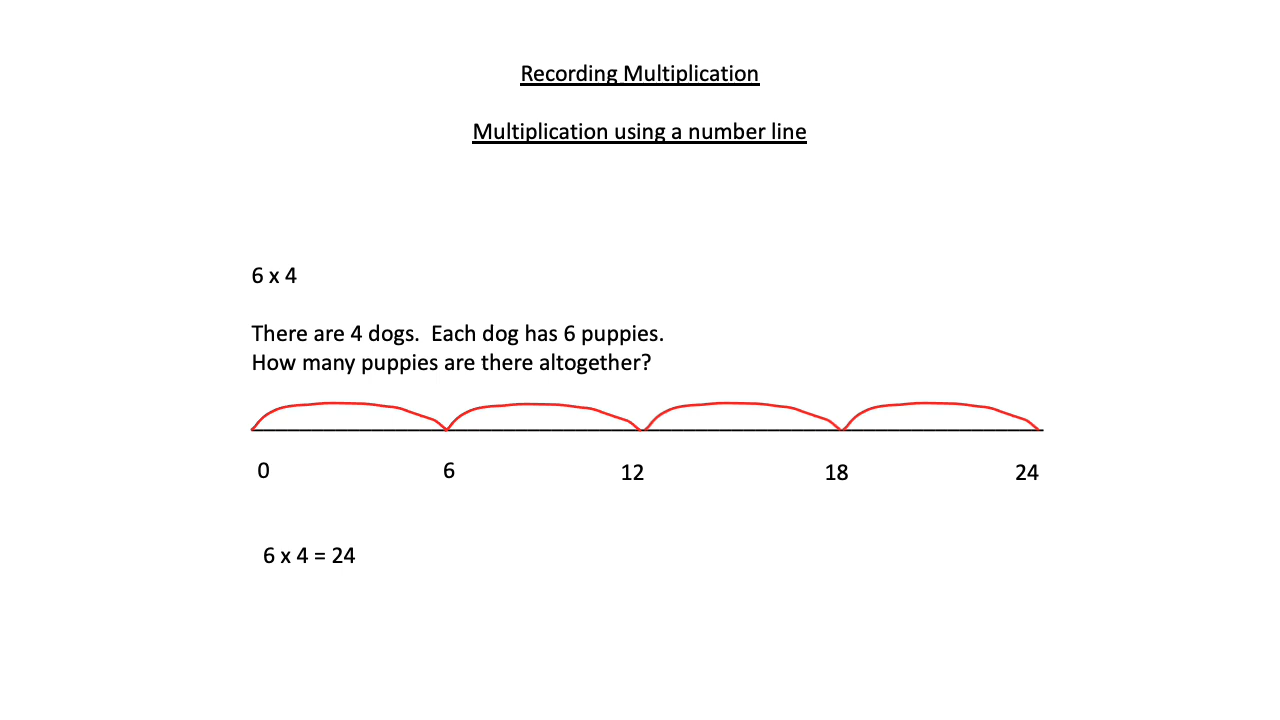 Recording Multiplication
Multiplication using a number line
6 x 4
There are 4 dogs.  Each dog has 6 puppies.
How many puppies are there altogether?
0 6 12 18 24
6 x 4 = 24